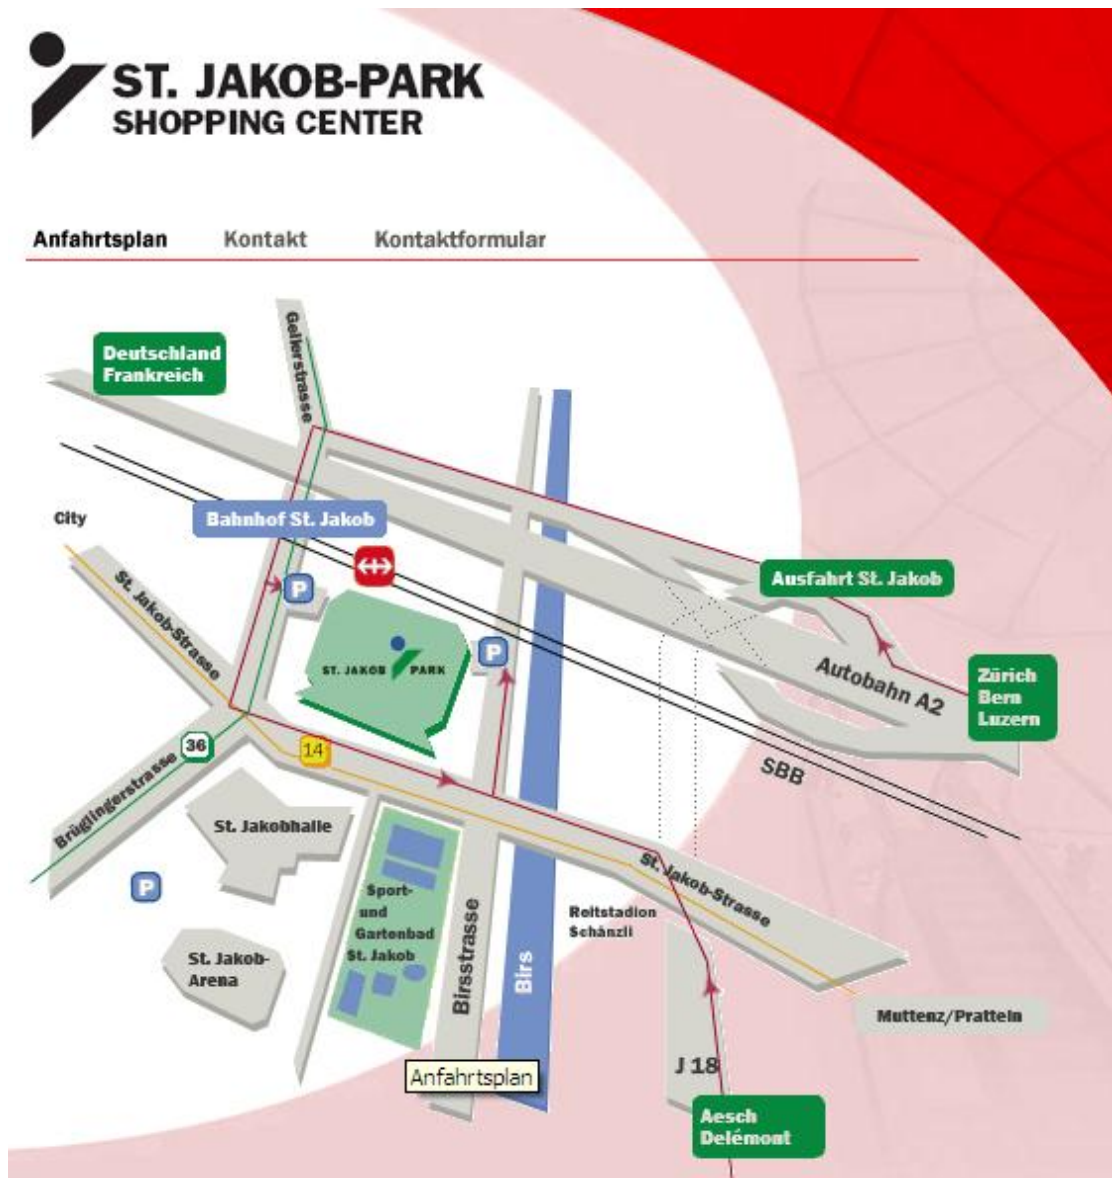 ST. JAKOB-PARK
SHOPPING CENTER
Anfahrtsplan
Kontakt
Kontaktformular
Gellerstrasse
Deutschland
Frankreich
City
Bahnhof St. Jakob
St. Jakob-Strasse
P
Ausfahrt St. Jakob
ST. JAKOB PARK
P
Autobahn A2
Zürich
Bern
Luzern
36
14
SBB
Brüglingerstrasse
St. Jakobhalle
P
St. Jakob-Strasse
Sport-
und
Gartenbad
St. Jakob
Reitstadion
Schänzli
St. Jakob-
Arena
Birsstrasse
Birs
Muttenz/Pratteln
J 18
Anfahrtsplan
Aesch
Delémont